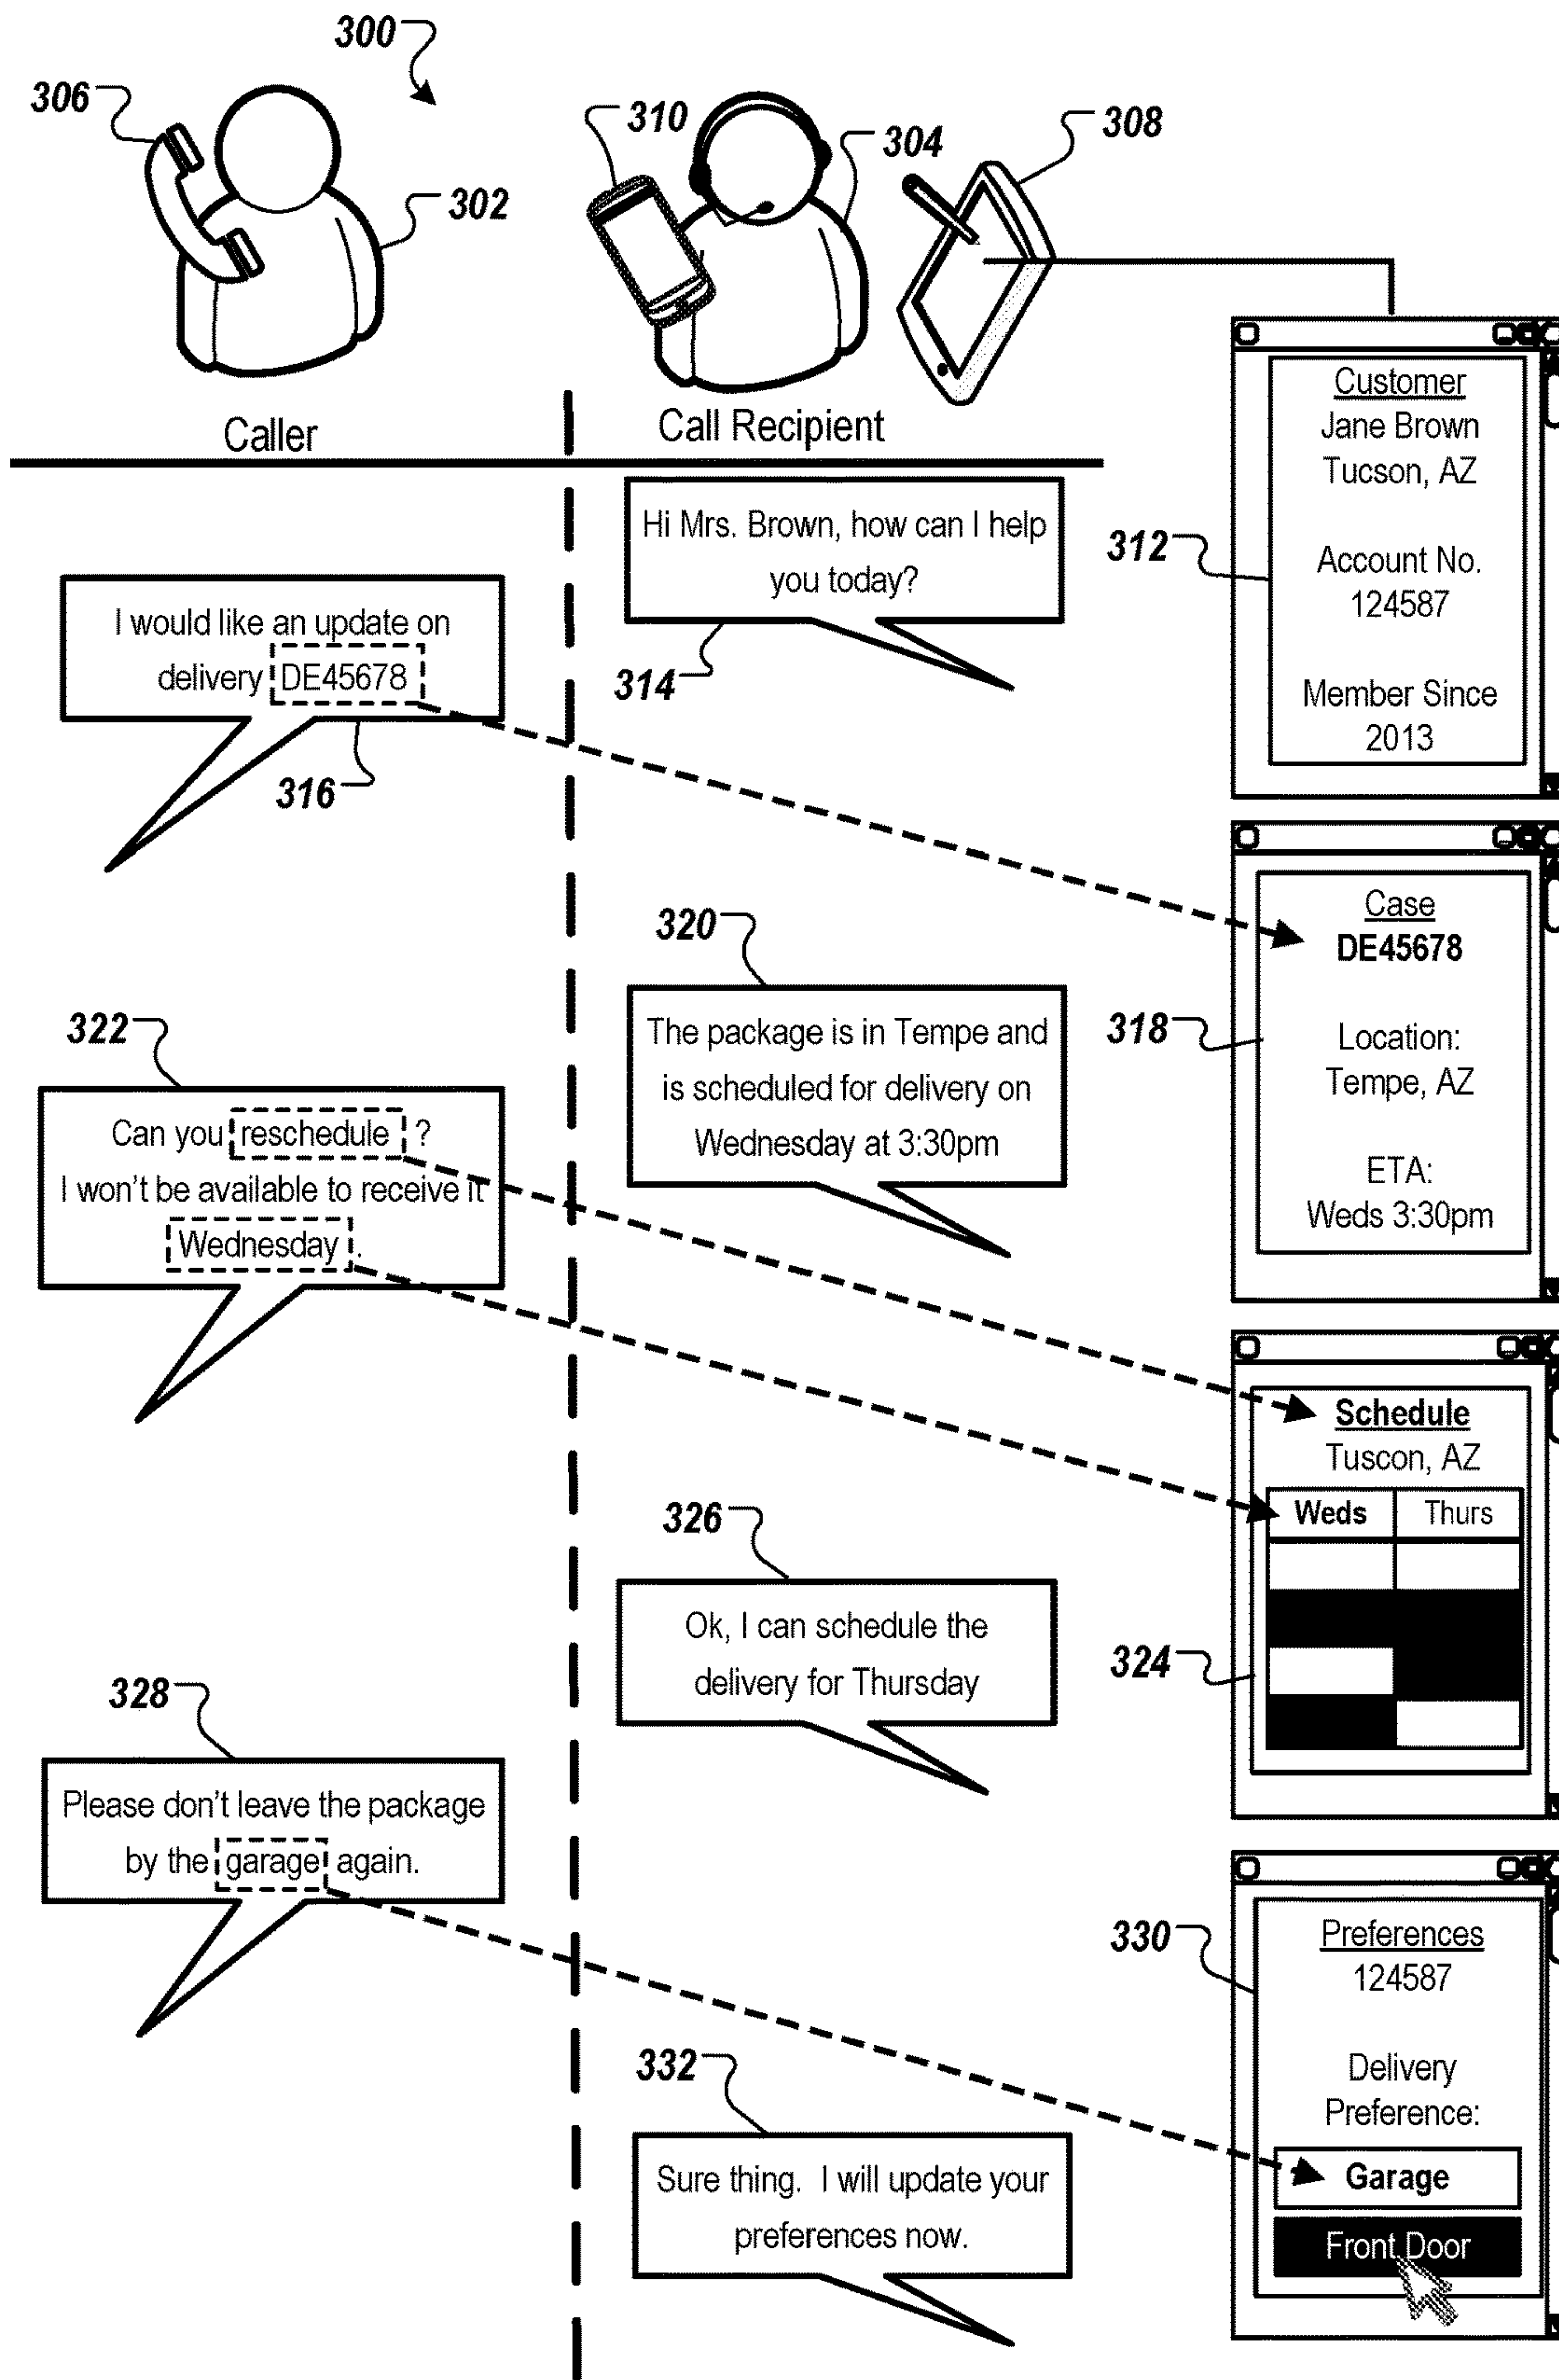 300
306
310
304
308
302
Caller
Call Recipient
Customer
Jane Brown
Tucson, AZ
Account No.
124587
Member Since
2013
312
Hi Mrs. Brown, how can I help
you today?
314
I would like an update on
delivery DE45678
316
Case
DE45678
Location:
Tempe, AZ
ETA:
Weds 3:30pm
318
320
The package is in Tempe and
is scheduled for delivery on
Wednesday at 3:30pm
322
Can you reschedule ?
I won't be available to receive it
Wednesday .
Schedule
Tuscon, AZ
Weds Thurs
324
326
Ok, I can schedule the
delivery for Thursday
328
Please don't leave the package
by the garage again.
330
Preferences
124587
Delivery
Preference:
Garage
Front Door
332
Sure thing. I will update your
preferences now.